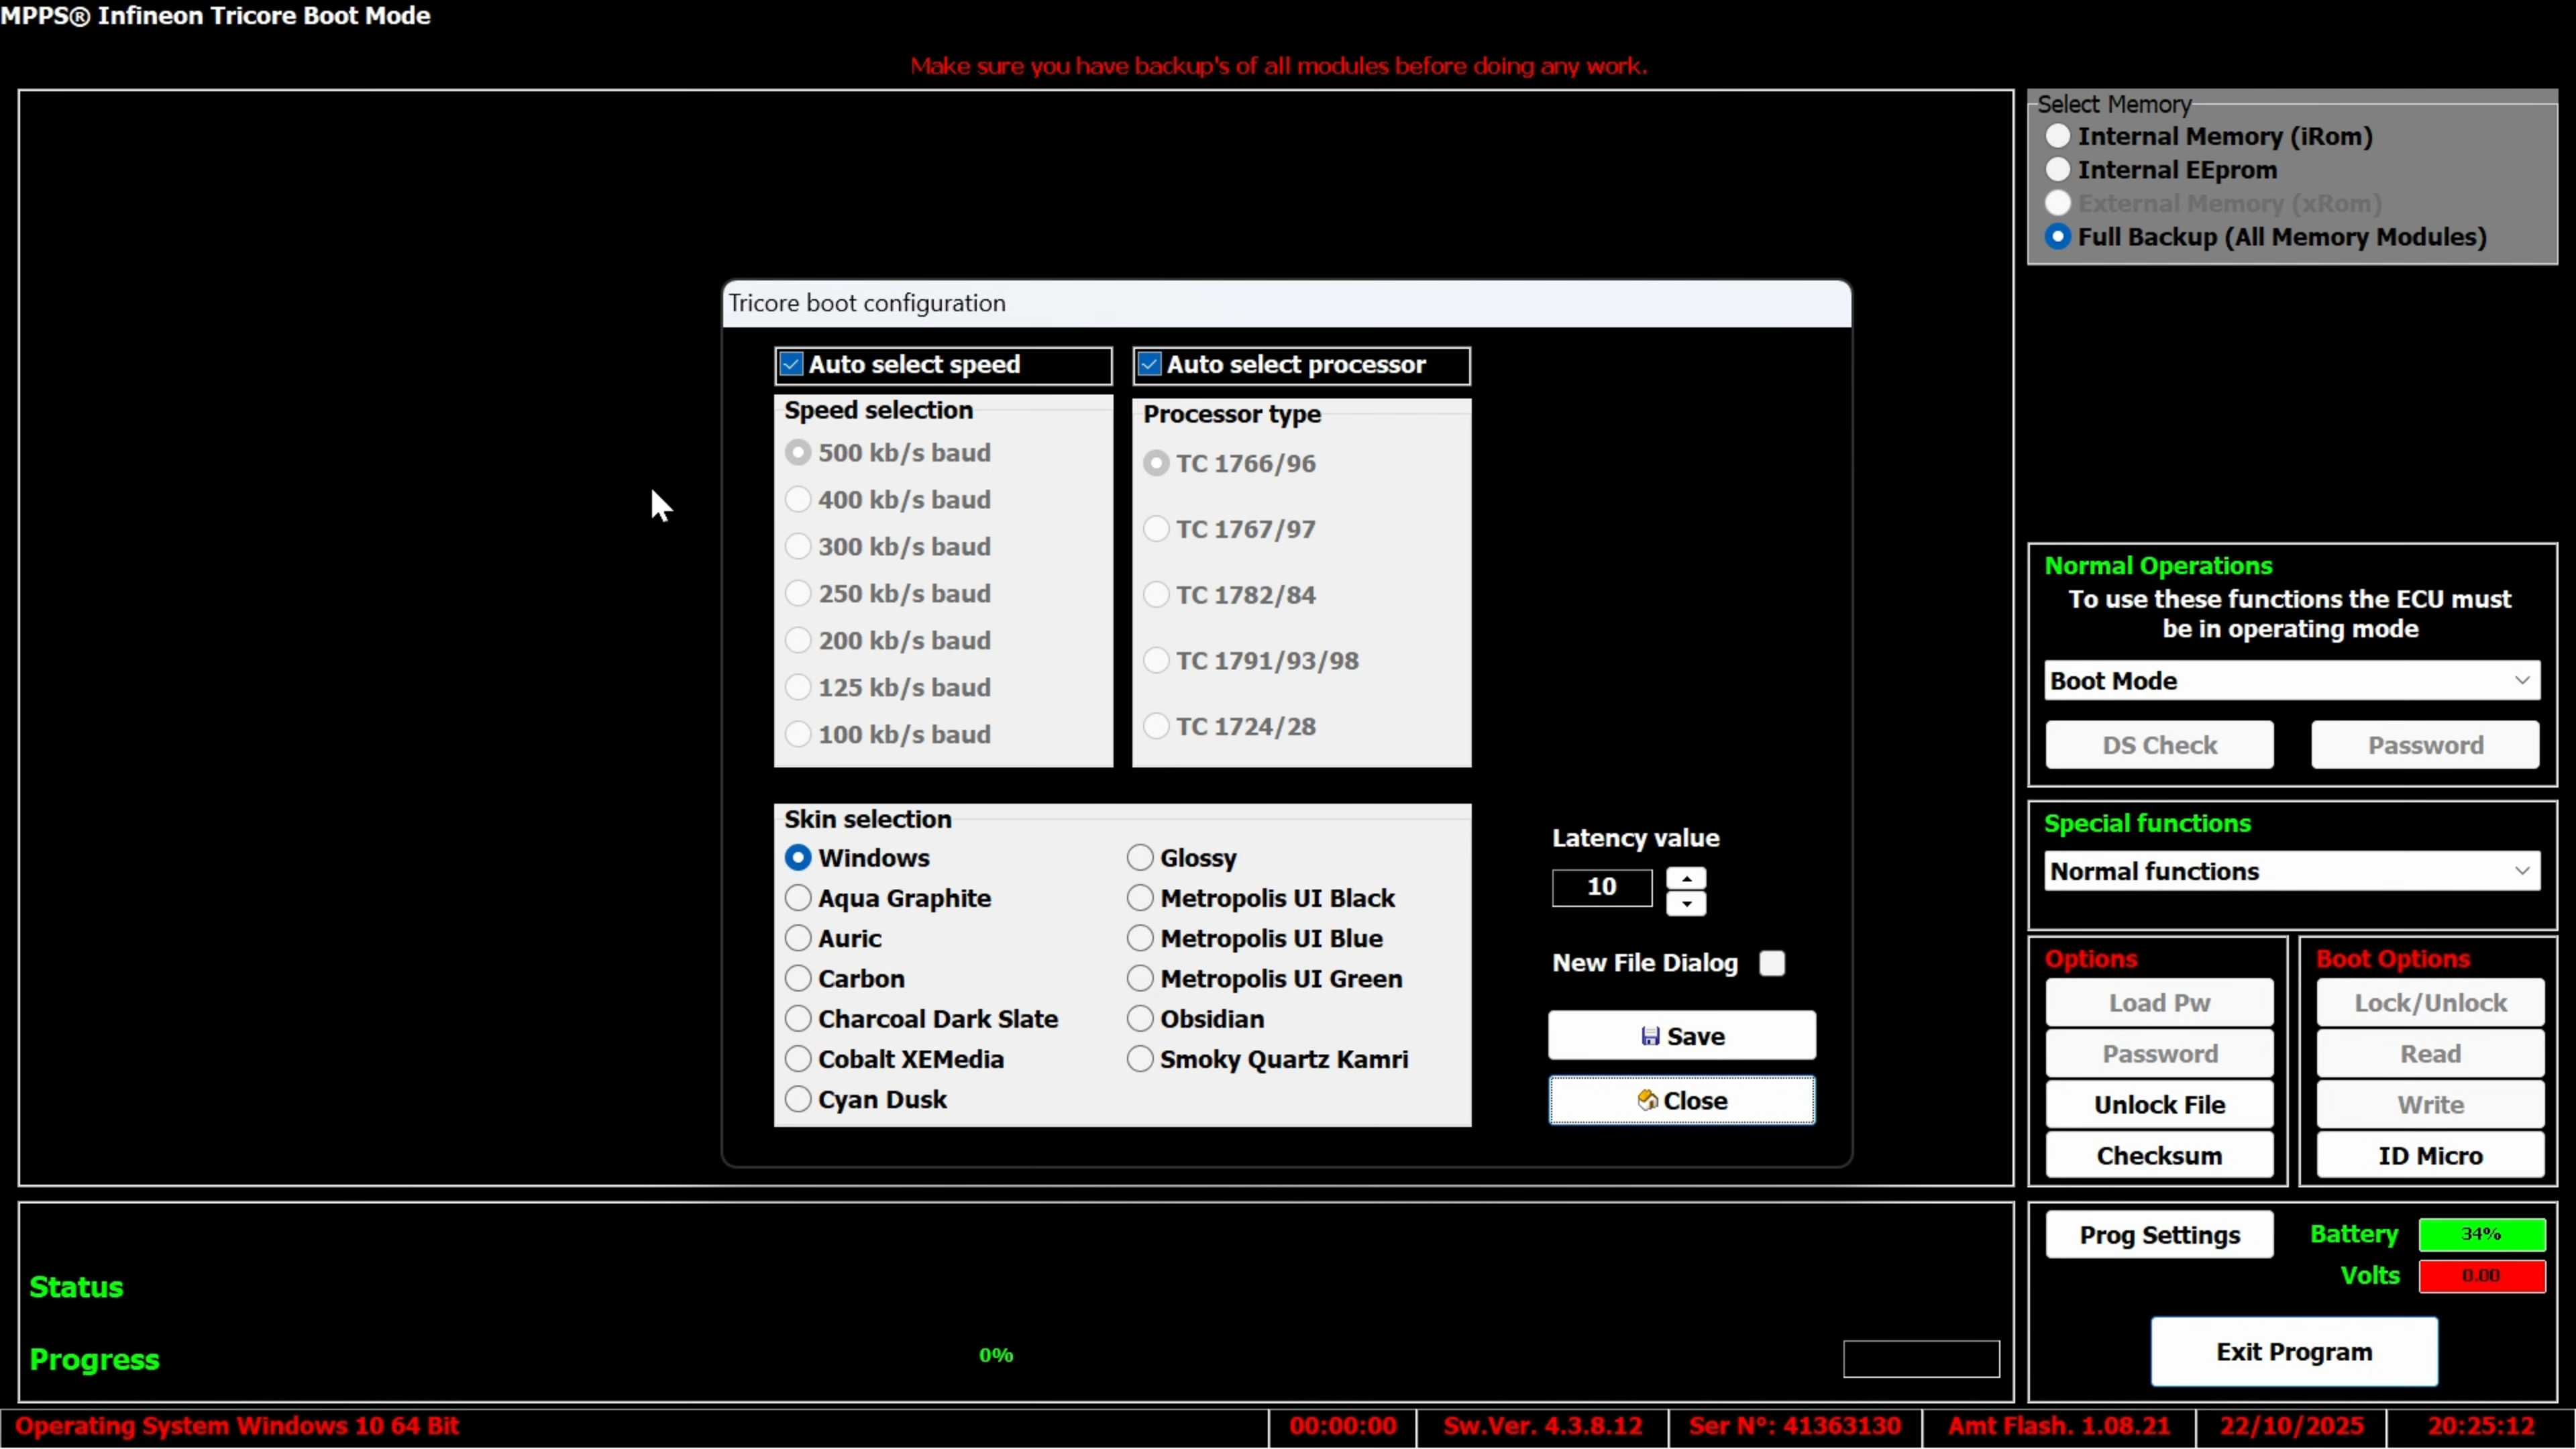 MPPS® Infineon Tricore Boot Mode
Make sure you have backup's of all modules before doing any work.
Select Memory
Internal Memory (iRom)
Internal EEprom
External Memory (xRom)
Full Backup (All Memory Modules)
Tricore boot configuration
Auto select speed
Auto select processor
Speed selection
500 kb/s baud
400 kb/s baud
300 kb/s baud
250 kb/s baud
200 kb/s baud
125 kb/s baud
100 kb/s baud
Processor type
TC 1766/96
TC 1767/97
TC 1782/84
TC 1791/93/98
TC 1724/28
Skin selection
Windows
Aqua Graphite
Auric
Carbon
Charcoal Dark Slate
Cobalt XEMedia
Cyan Dusk
Glossy
Metropolis UI Black
Metropolis UI Blue
Metropolis UI Green
Obsidian
Smoky Quartz Kamri
Latency value
10
New File Dialog
Save
Close
Normal Operations
To use these functions the ECU must
be in operating mode
Boot Mode
DS Check
Password
Special functions
Normal functions
Options
Load Pw
Password
Unlock File
Checksum
Boot Options
Lock/Unlock
Read
Write
ID Micro
Prog Settings
Battery
34%
Volts
0.00
Exit Program
Status
Progress
0%
Operating System Windows 10 64 Bit
00:00:00
Sw.Ver. 4.3.8.12
Ser N°: 41363130
Amt Flash. 1.08.21
22/10/2025
20:25:12